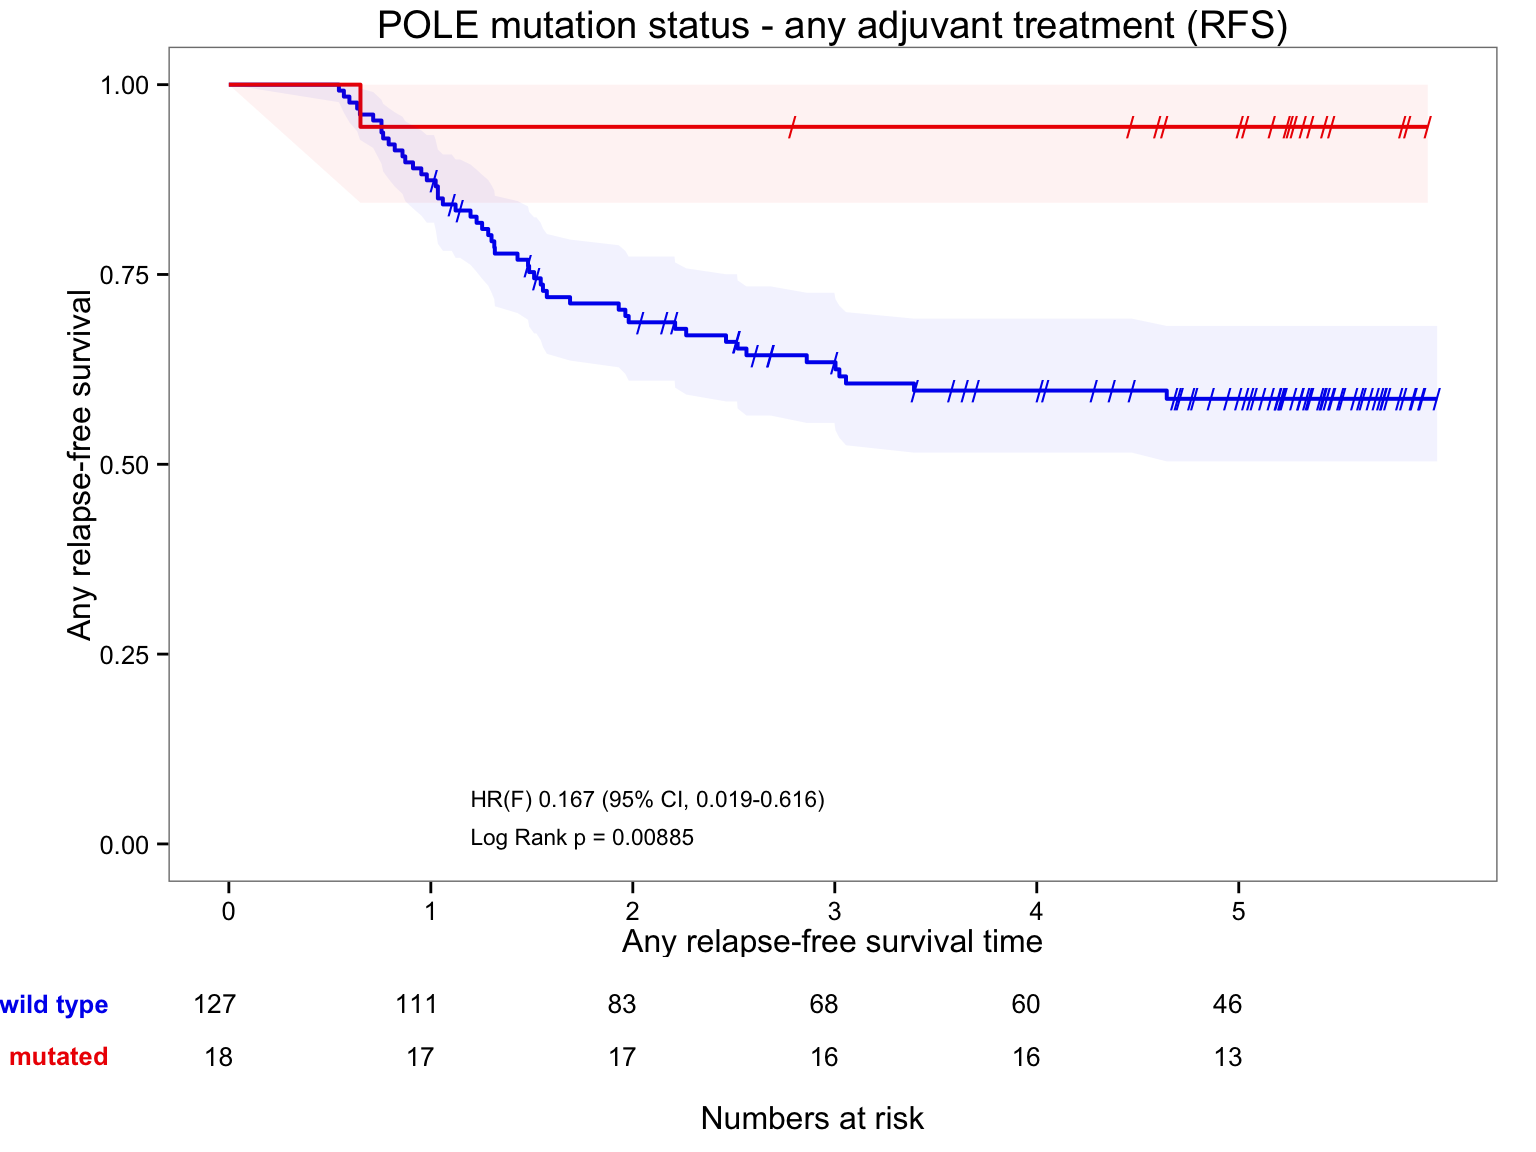 POLE mutation status - any adjuvant treatment (RFS)
Any relapse-free survival
1.00
0.75
0.50
0.25
0.00
HR(F) 0.167 (95% CI, 0.019-0.616)
Log Rank p = 0.00885
0 1 2 3 4 5
Any relapse-free survival time
wild type 127 111 83 68 60 46
mutated 18 17 17 16 16 13
Numbers at risk